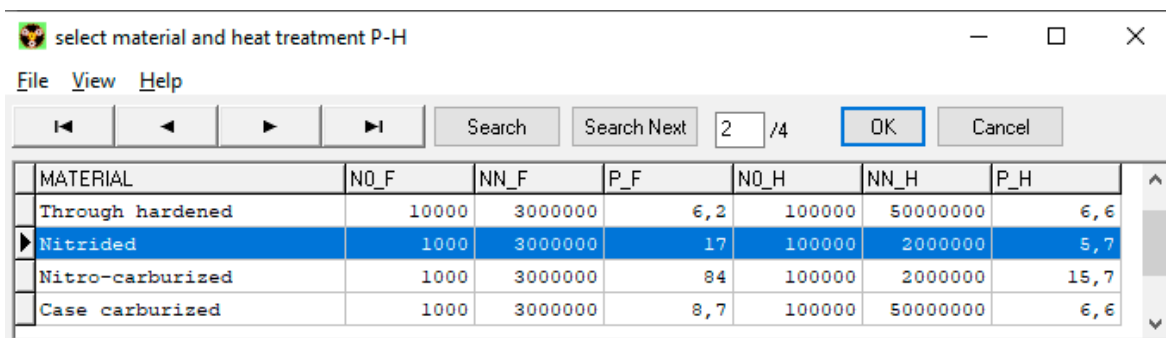 select material and heat treatment P-H
File View Help
Search Search Next 2 /4 OK Cancel
MATERIAL N0_F NN_F P_F N0_H NN_H P_H
Through hardened 10000 3000000 6,2 100000 50000000 6,6
Nitrided 1000 3000000 17 100000 2000000 5,7
Nitro-carburized 1000 3000000 84 100000 2000000 15,7
Case carburized 1000 3000000 8,7 100000 50000000 6,6